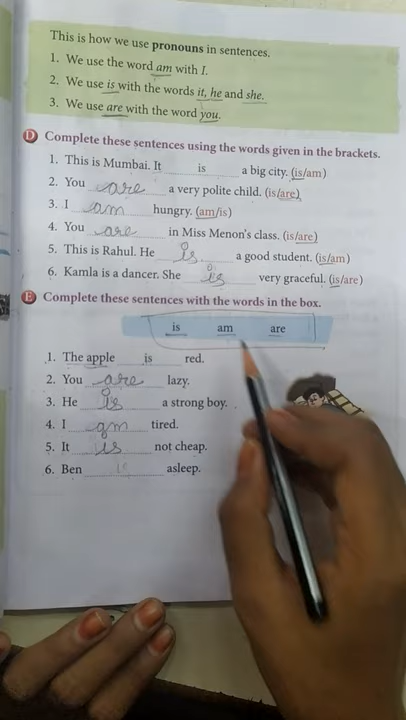 This is how we use pronouns in sentences.
1. We use the word am with I.
2. We use is with the words it, he and she.
3. We use are with the word you.
D Complete these sentences using the words given in the brackets.
1. This is Mumbai. It is a big city. (is/am)
2. You are a very polite child. (is/are)
3. I am hungry. (am/is)
4. You are in Miss Menon's class. (is/are)
5. This is Rahul. He is a good student. (is/am)
6. Kamla is a dancer. She is very graceful. (is/are)
E Complete these sentences with the words in the box.
is am are
1. The apple is red.
2. You are lazy.
3. He is a strong boy.
4. I am tired.
5. It is not cheap.
6. Ben is asleep.